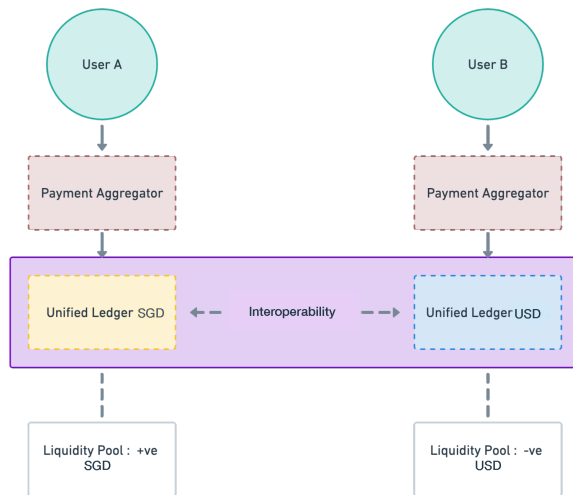 User A
User B
Payment Aggregator
Payment Aggregator
Unified Ledger SGD
Interoperability
Unified Ledger USD
Liquidity Pool : +ve
SGD
Liquidity Pool : -ve
USD